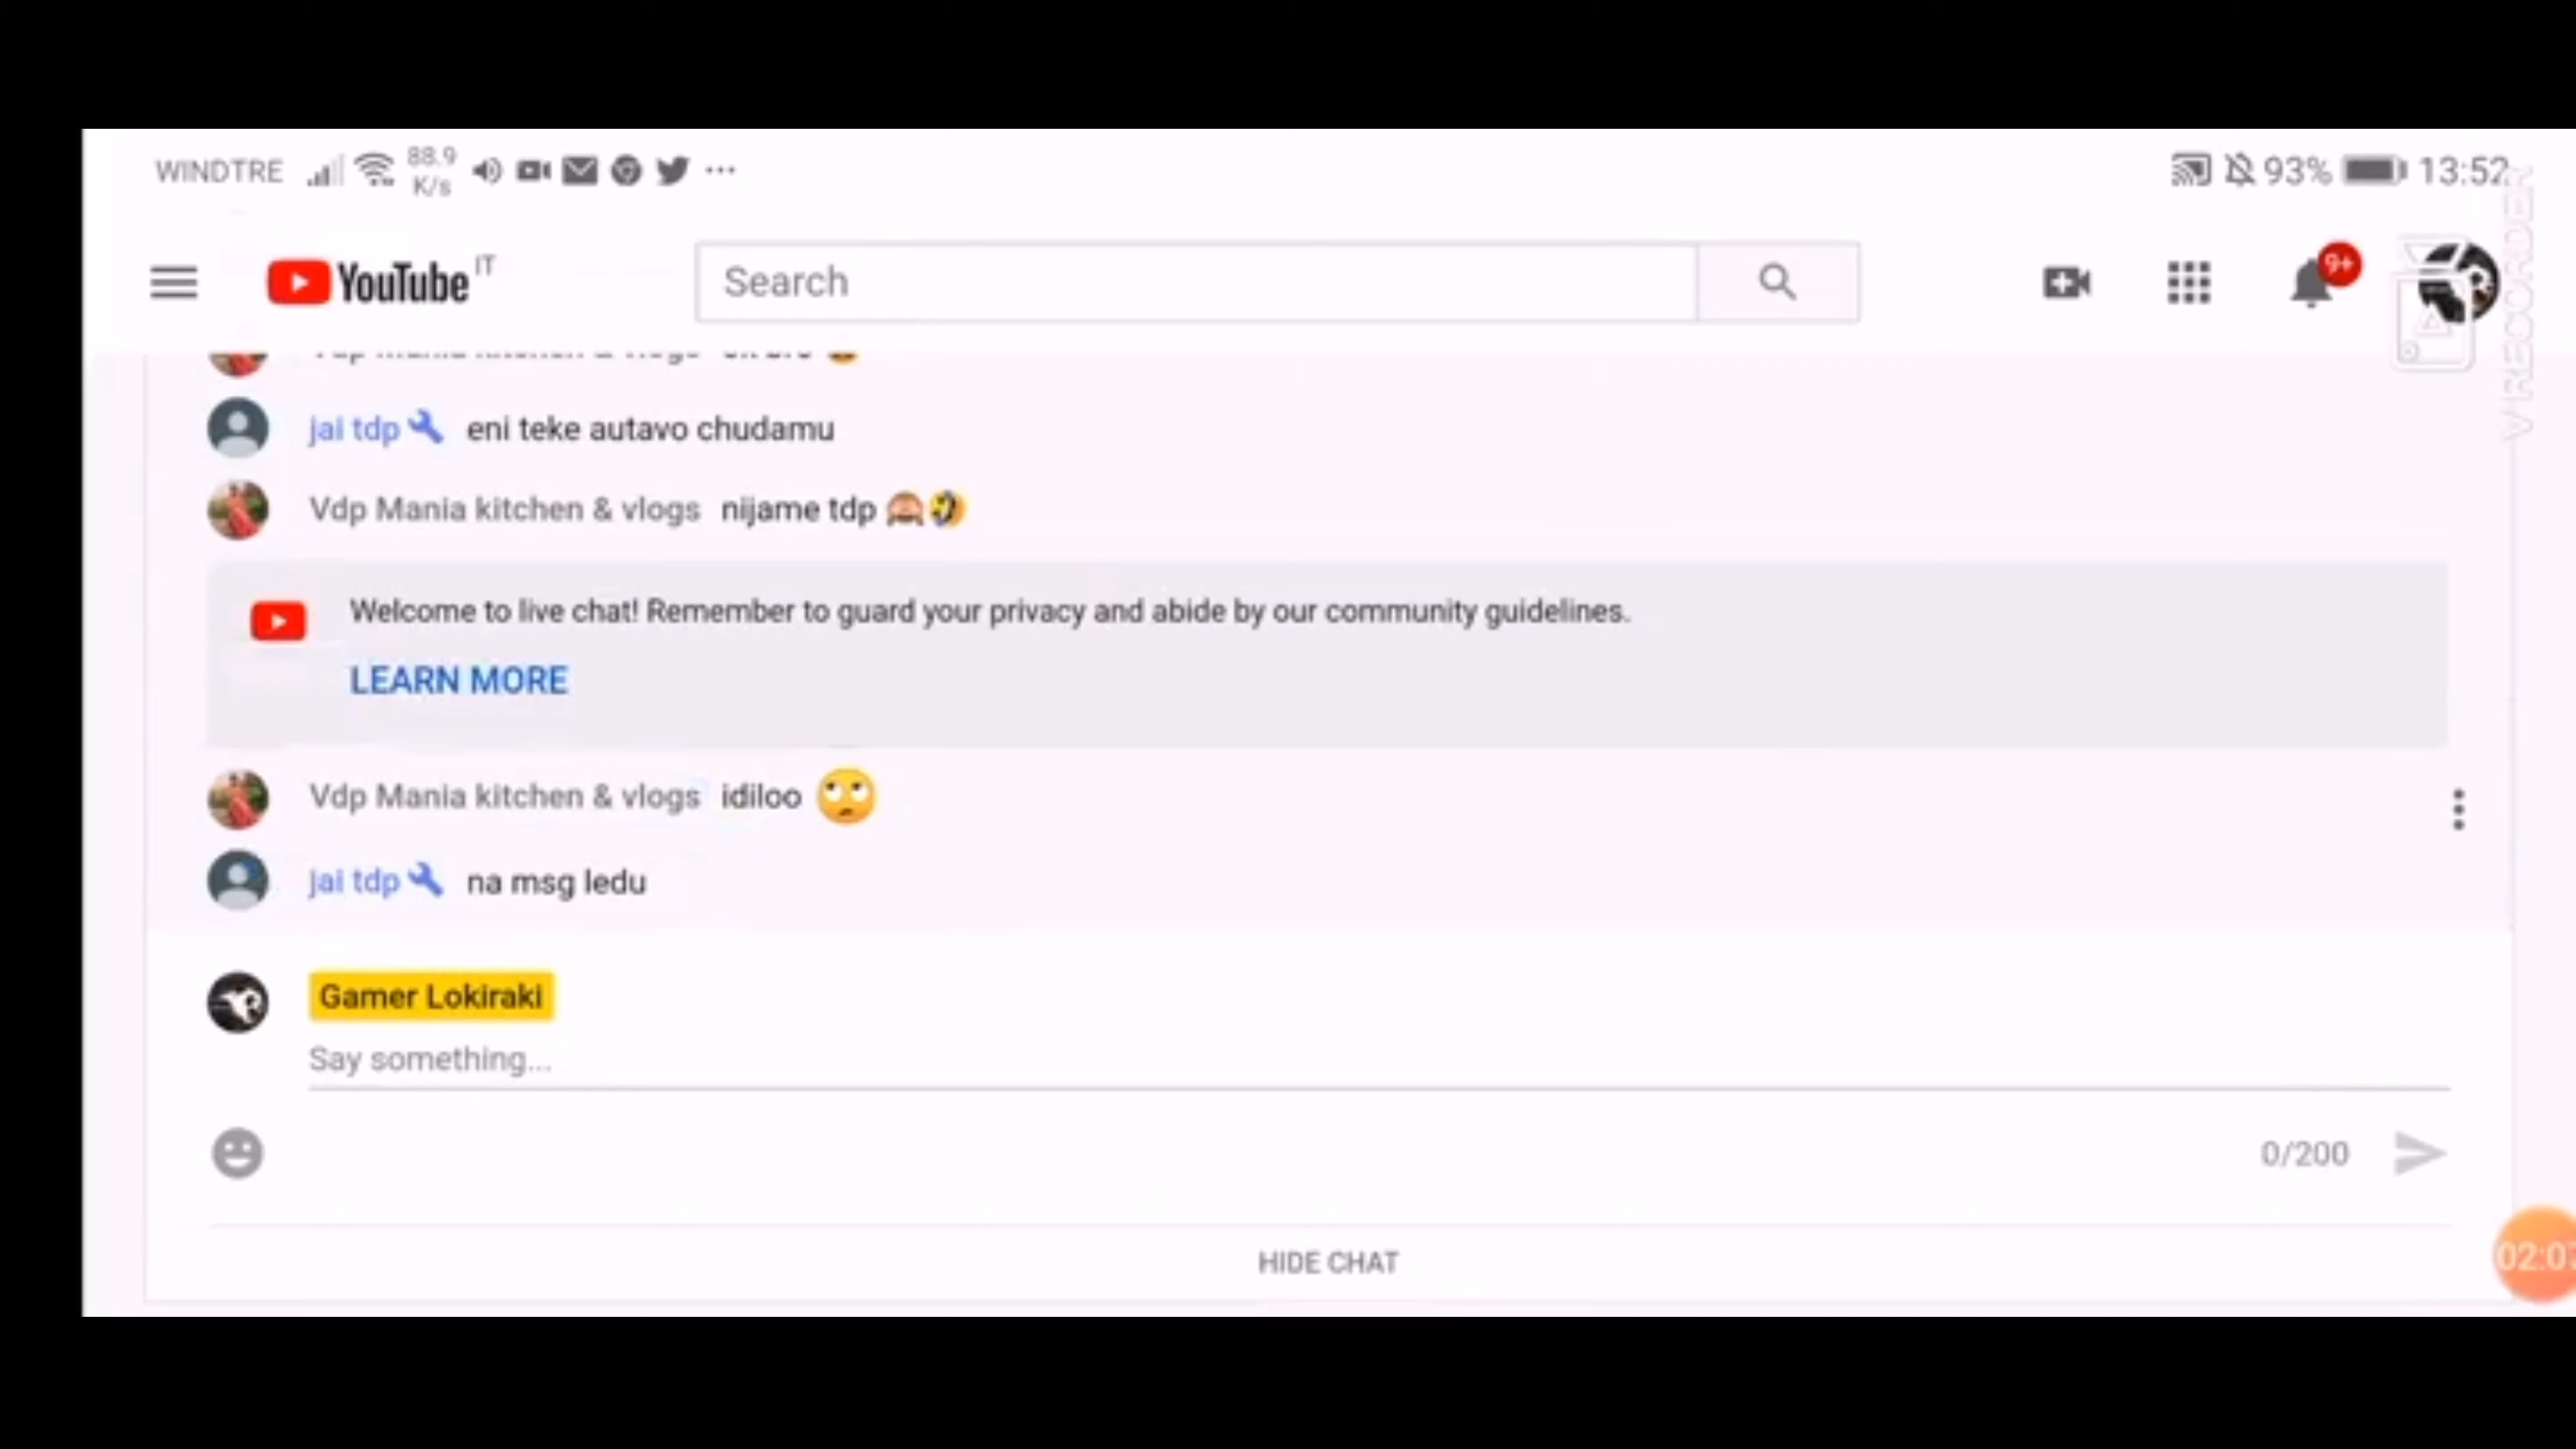 WINDTRE 88.9 K/s 93% 13:52
YouTube IT Search 9+
V RECORDER
jai tdp eni teke autavo chudamu
Vdp Mania kitchen & vlogs nijame tdp
Welcome to live chat! Remember to guard your privacy and abide by our community guidelines.
LEARN MORE
Vdp Mania kitchen & vlogs idiloo
jai tdp na msg ledu
Gamer Lokiraki
Say something...
0/200
HIDE CHAT